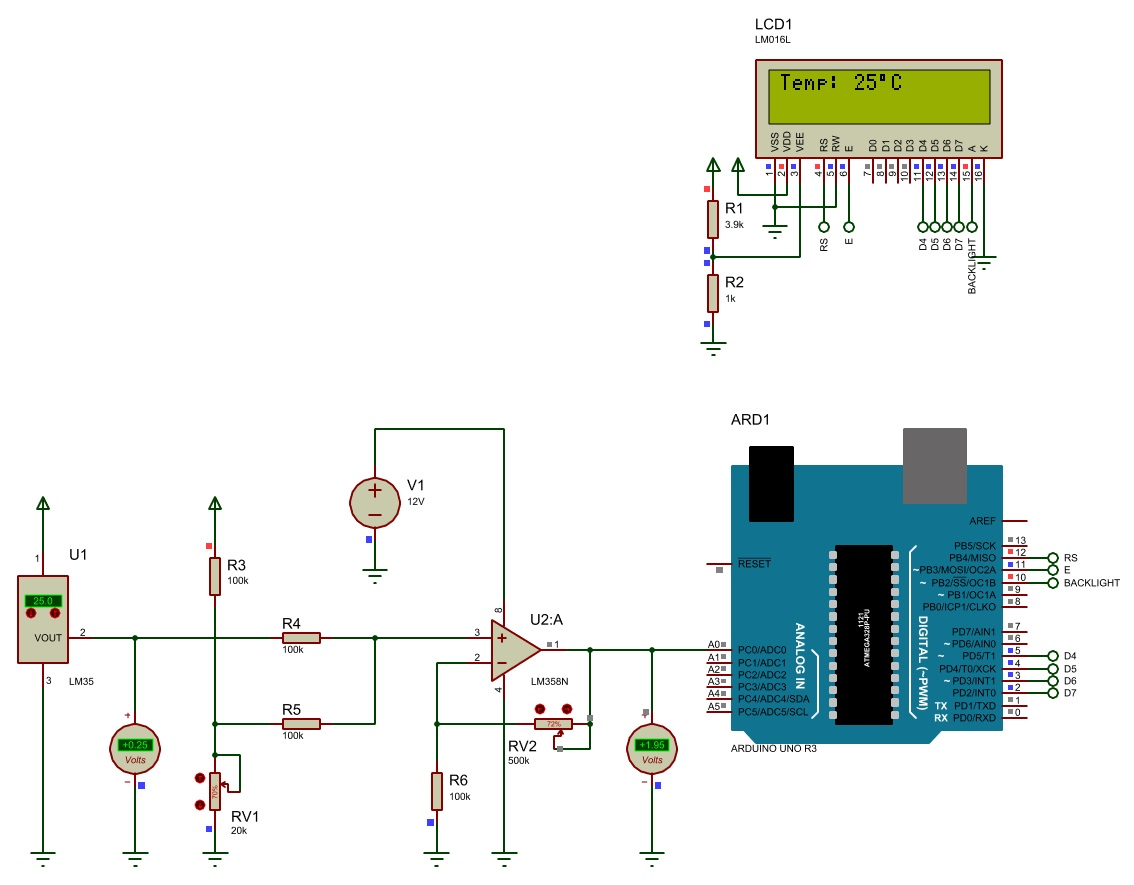 LCD1
LM016L
Temp: 25°C
VSS
VDD
VEE
RS
RW
E
D0
D1
D2
D3
D4
D5
D6
D7
A
K
1
2
3
4
5
6
7
8
9
10
11
12
13
14
15
16
R1
3.9k
RS
E
D4
D5
D6
D7
BACKLIGHT
R2
1k
ARD1
V1
12V
U1
1
25.0
VOUT
2
3
LM35
R3
100k
R4
100k
R5
100k
U2:A
8
3
2
1
4
LM358N
+
+0.25
Volts
70%
RV1
20k
R6
100k
72%
RV2
500k
+
+1.95
Volts
AREF
PB5/SCK 13
PB4/MISO 12 RS
~PB3/MOSI/OC2A 11 E
~ PB2/SS/OC1B 10 BACKLIGHT
~ PB1/OC1A 9
PB0/ICP1/CLKO 8
RESET
1121
ATMEGA328P-PU
ANALOG IN
DIGITAL (~PWM)
A0 PC0/ADC0
A1 PC1/ADC1
A2 PC2/ADC2
A3 PC3/ADC3
A4 PC4/ADC4/SDA
A5 PC5/ADC5/SCL
PD7/AIN1 7
~ PD6/AIN0 6
~ PD5/T1 5 D4
PD4/T0/XCK 4 D5
~ PD3/INT1 3 D6
PD2/INT0 2 D7
TX PD1/TXD 1
RX PD0/RXD 0
ARDUINO UNO R3